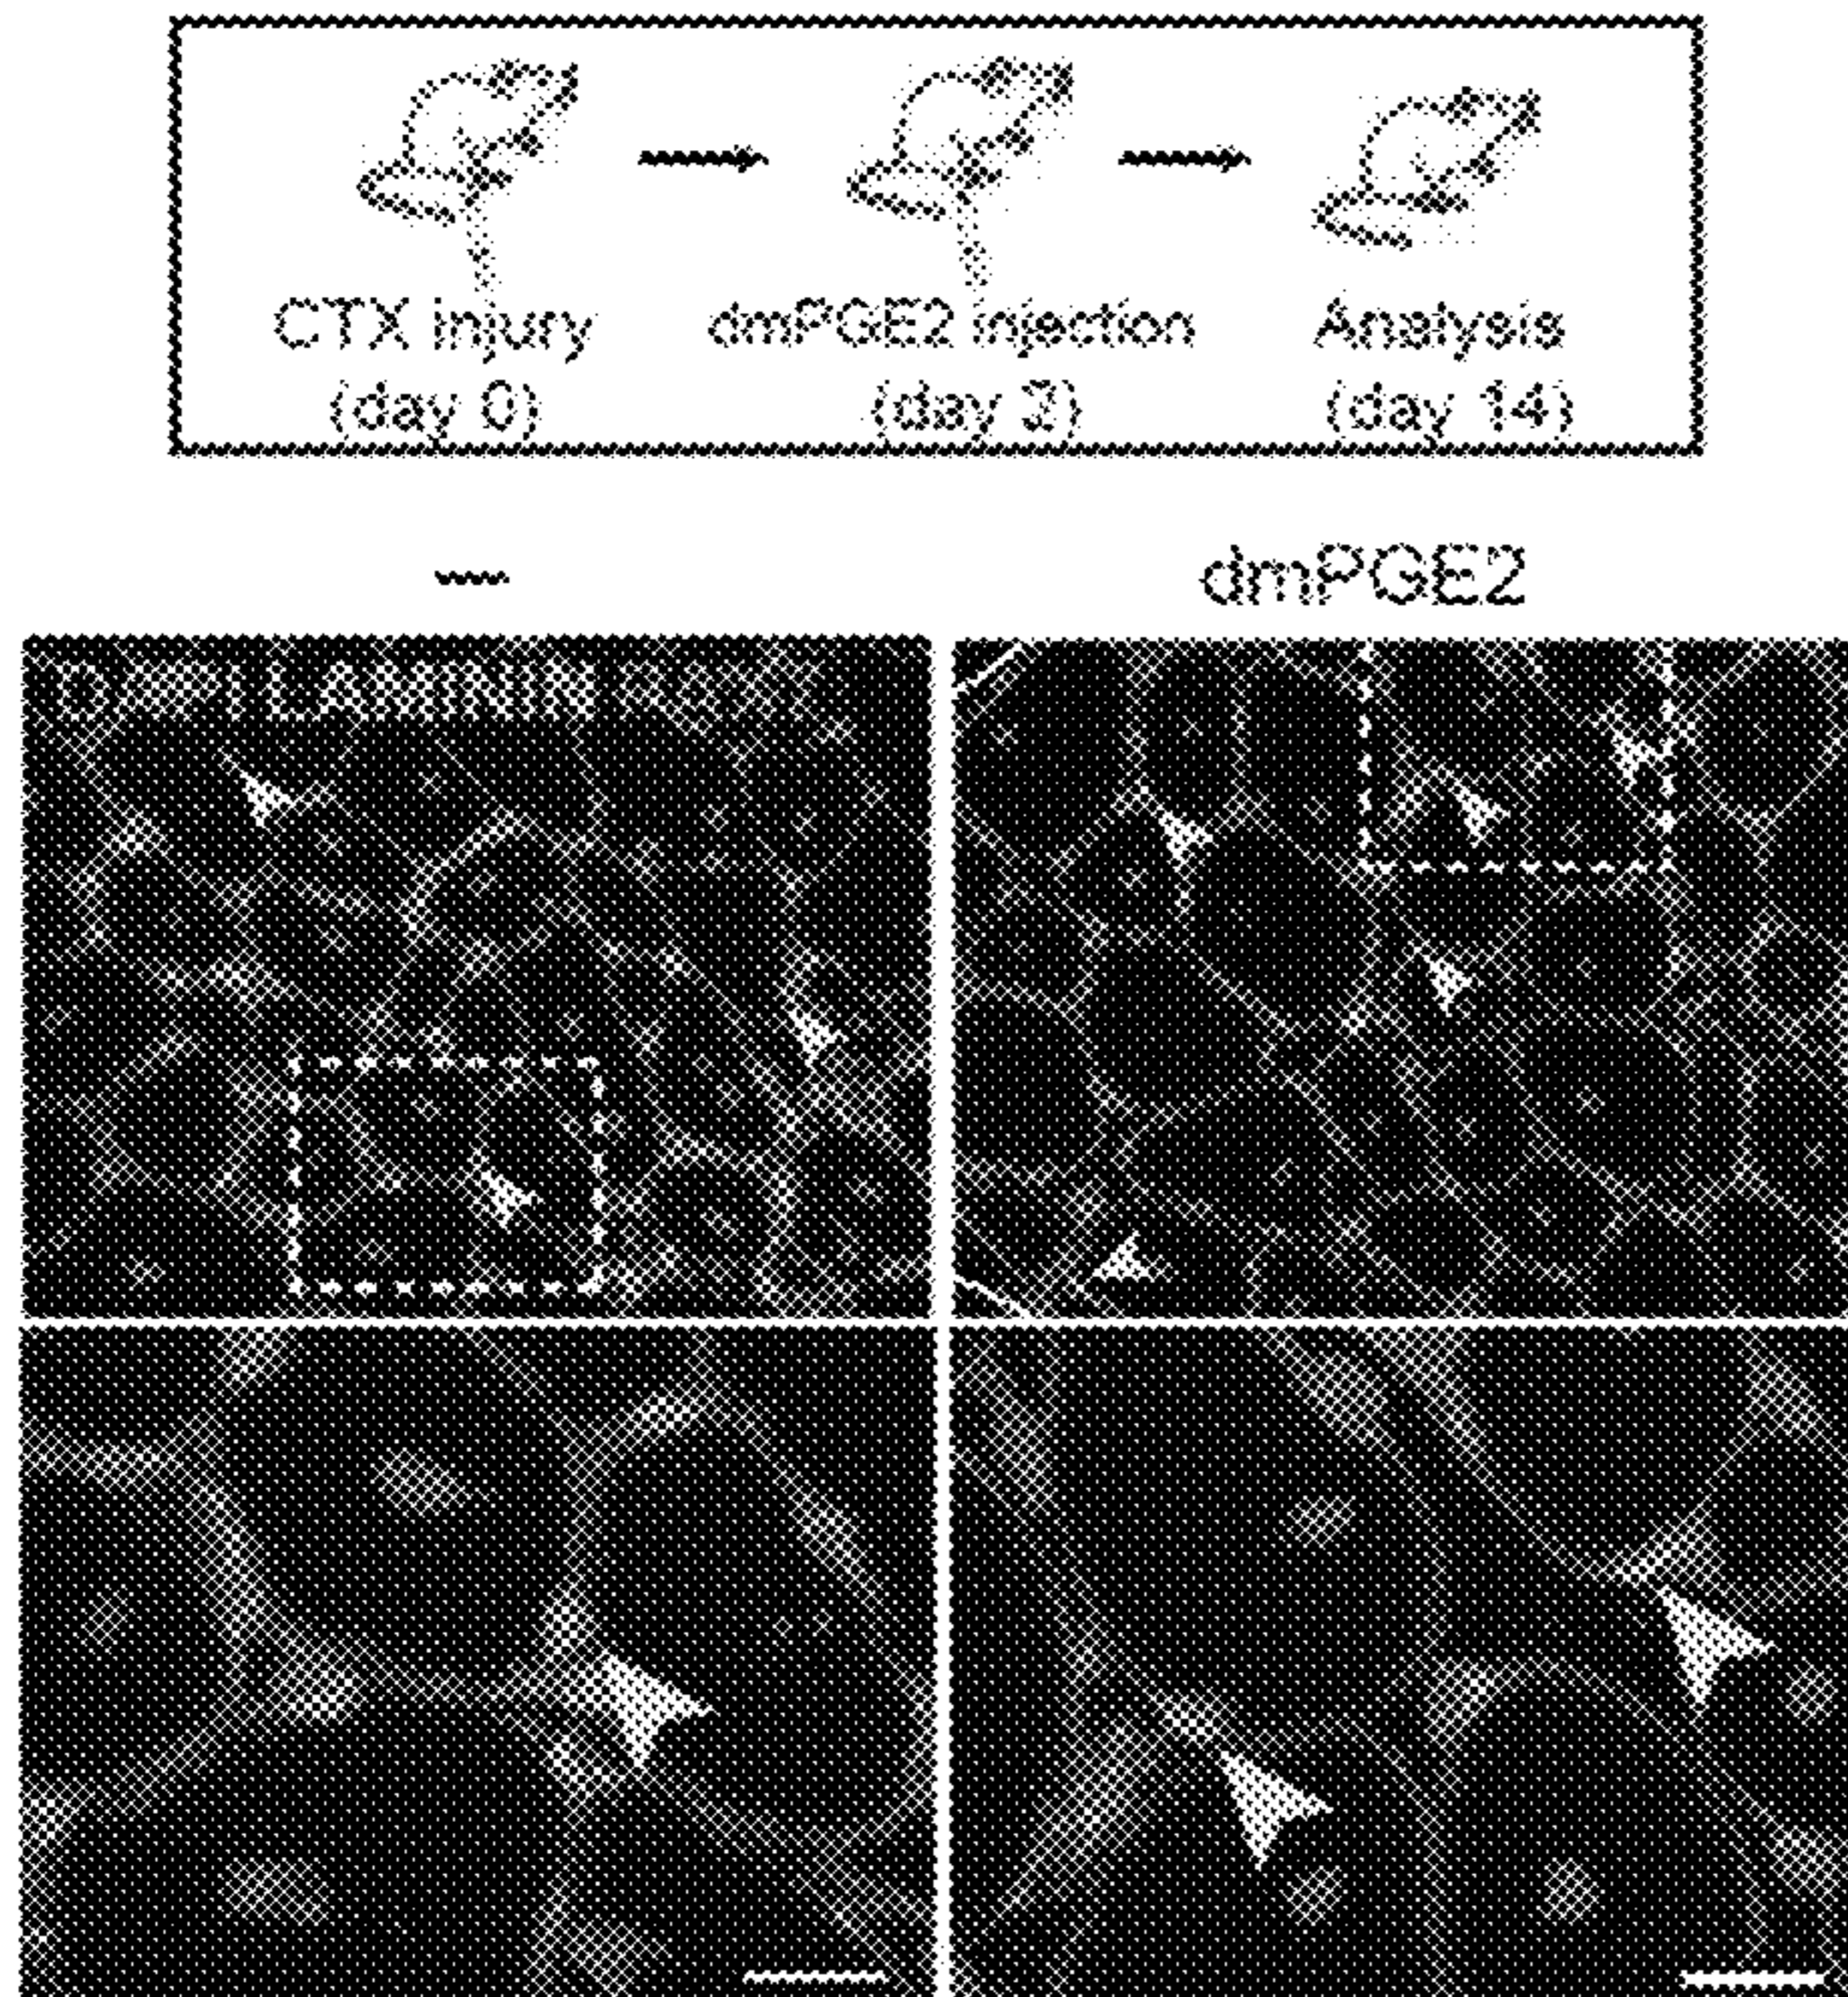 CTX injury dmPGE2 injection Analysis
(day 0) (day 3) (day 14)
– dmPGE2
LAMININ